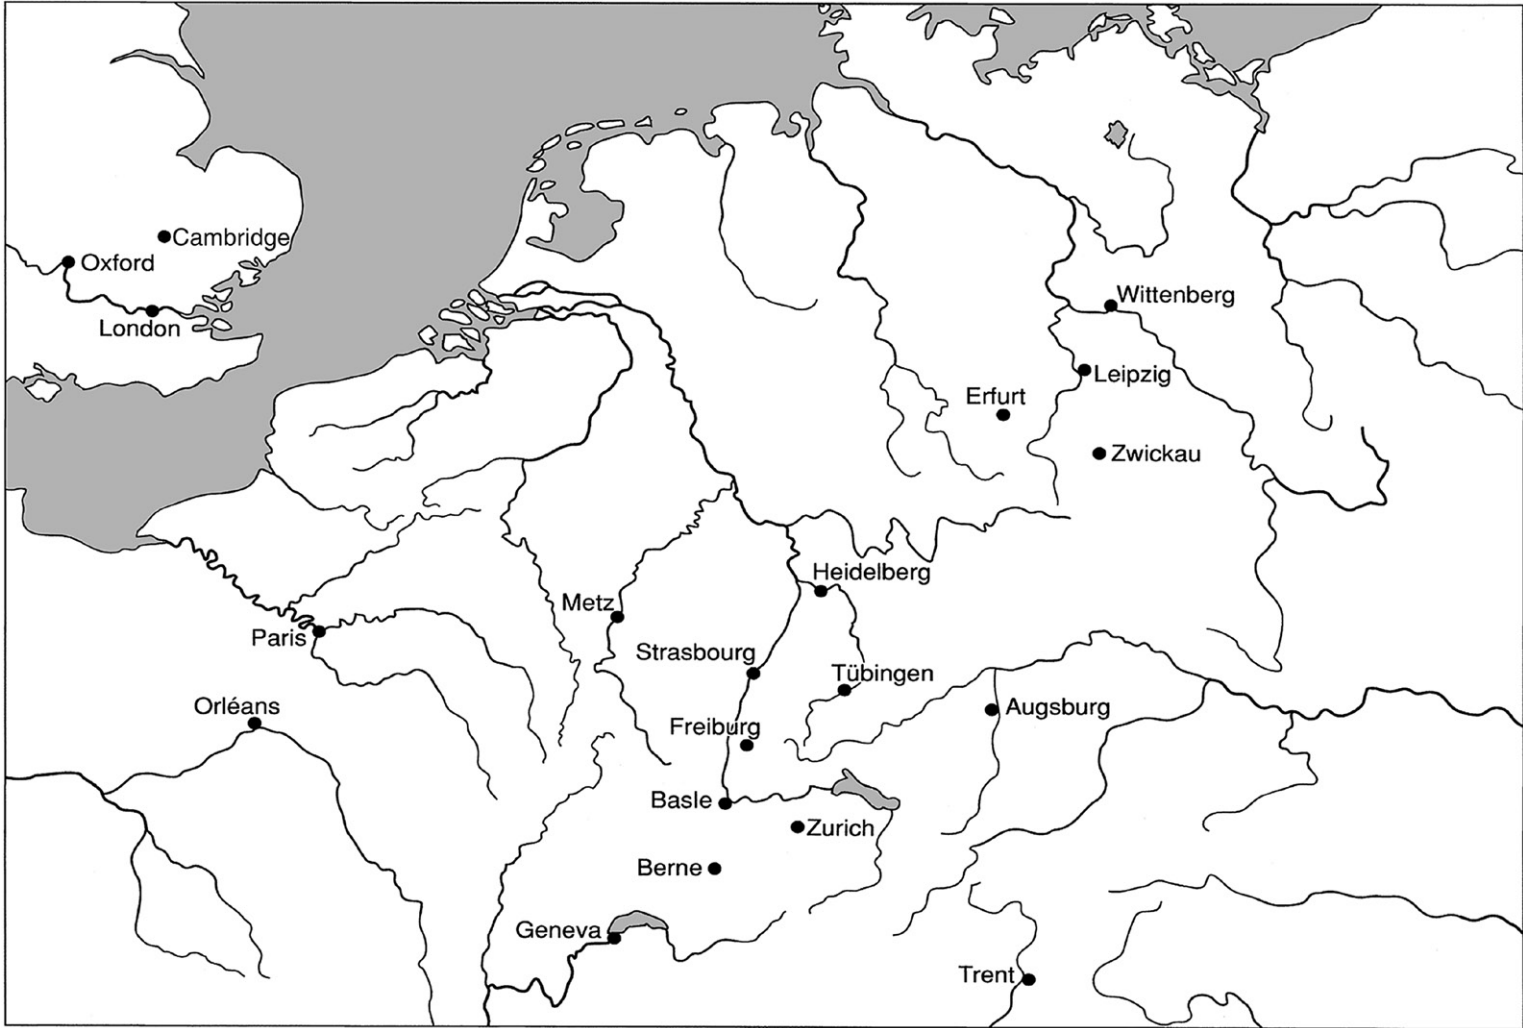 Cambridge
Oxford
London
Wittenberg
Leipzig
Erfurt
Zwickau
Heidelberg
Metz
Paris
Strasbourg
Tübingen
Orléans
Augsburg
Freiburg
Basle
Zurich
Berne
Geneva
Trent